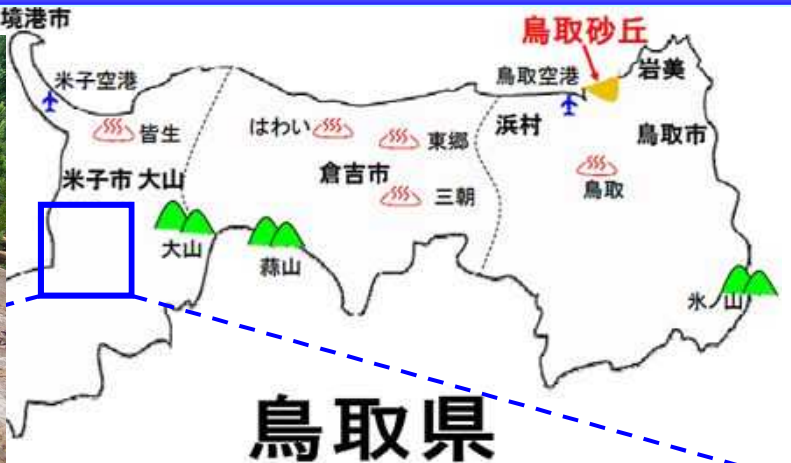 境港市
鳥取砂丘
米子空港
鳥取空港
岩美
皆生
はわい
東郷
浜村
鳥取市
米子市 大山
倉吉市
三朝
鳥取
大山
蒜山
氷ノ山
鳥取県